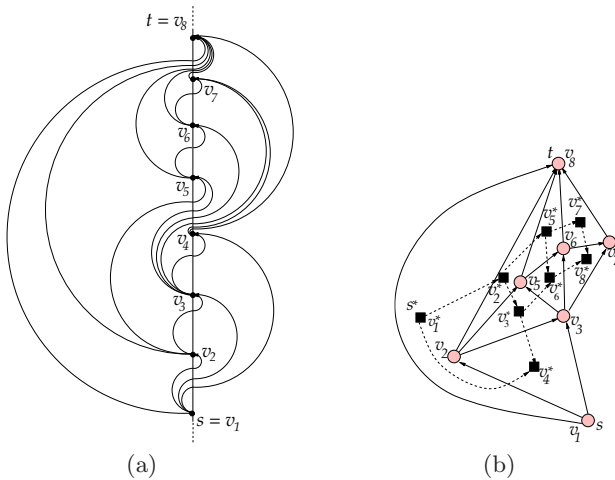 t = v8
v7
v6
v5
v4
v3
v2
s = v1
(a)
t v8
v5*
v7*
v6
v8*
v5
v2*
v6*
s*
v1*
v3*
v3
v2
v4*
v1 s
(b)